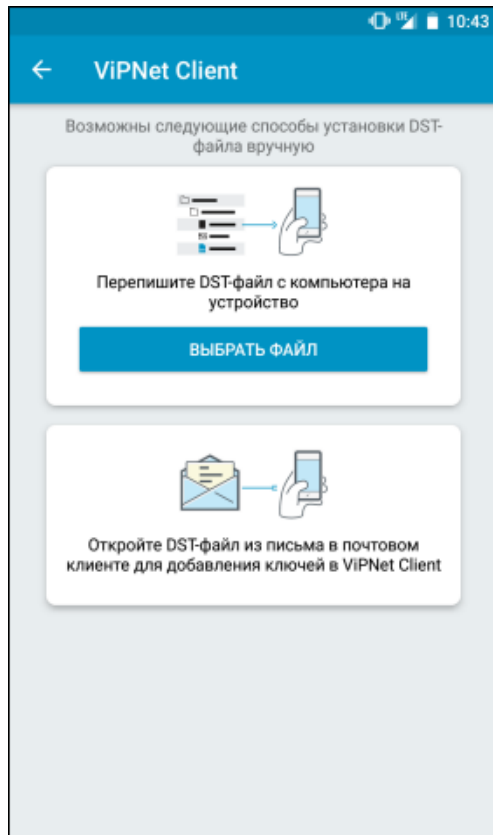 10:43
ViPNet Client
Возможны следующие способы установки DST-
файла вручную
Перепишите DST-файл с компьютера на
устройство
ВЫБРАТЬ ФАЙЛ
Откройте DST-файл из письма в почтовом
клиенте для добавления ключей в ViPNet Client